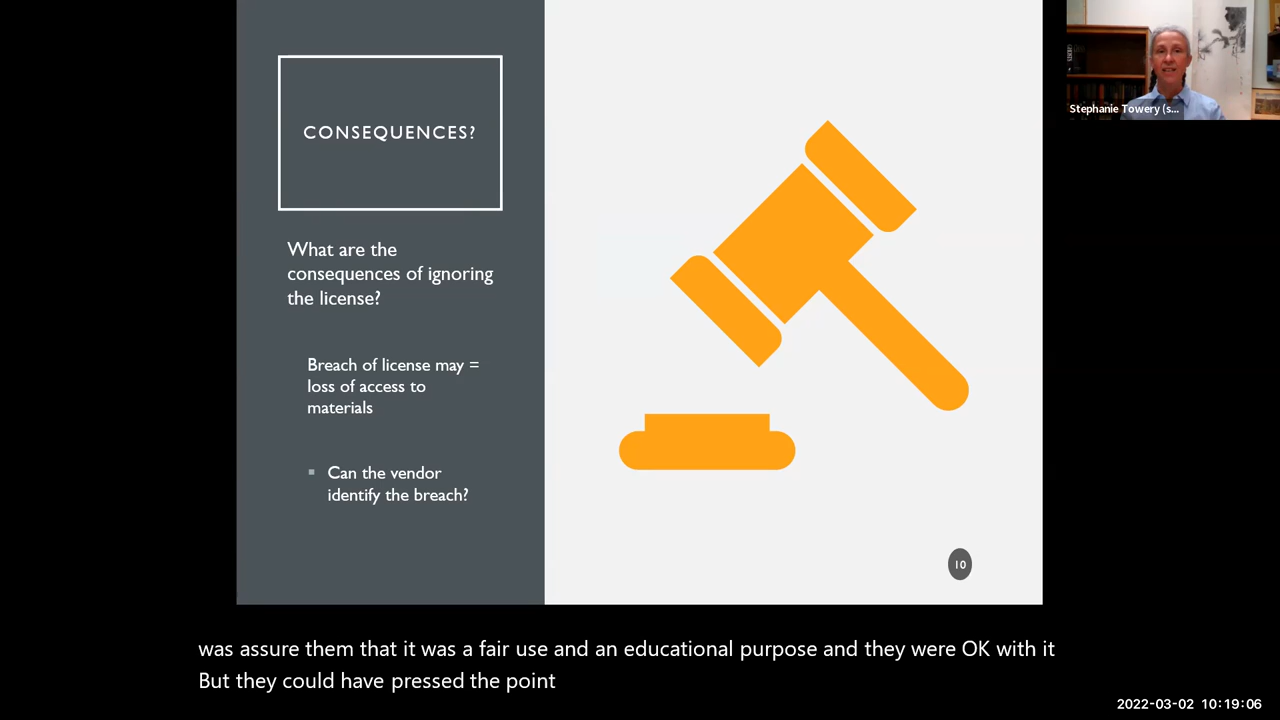 CONSEQUENCES?
What are the
consequences of ignoring
the license?
Breach of license may =
loss of access to
materials
Can the vendor
identify the breach?
10
Stephanie Towery (s...
was assure them that it was a fair use and an educational purpose and they were OK with it
But they could have pressed the point
2022-03-02 10:19:06